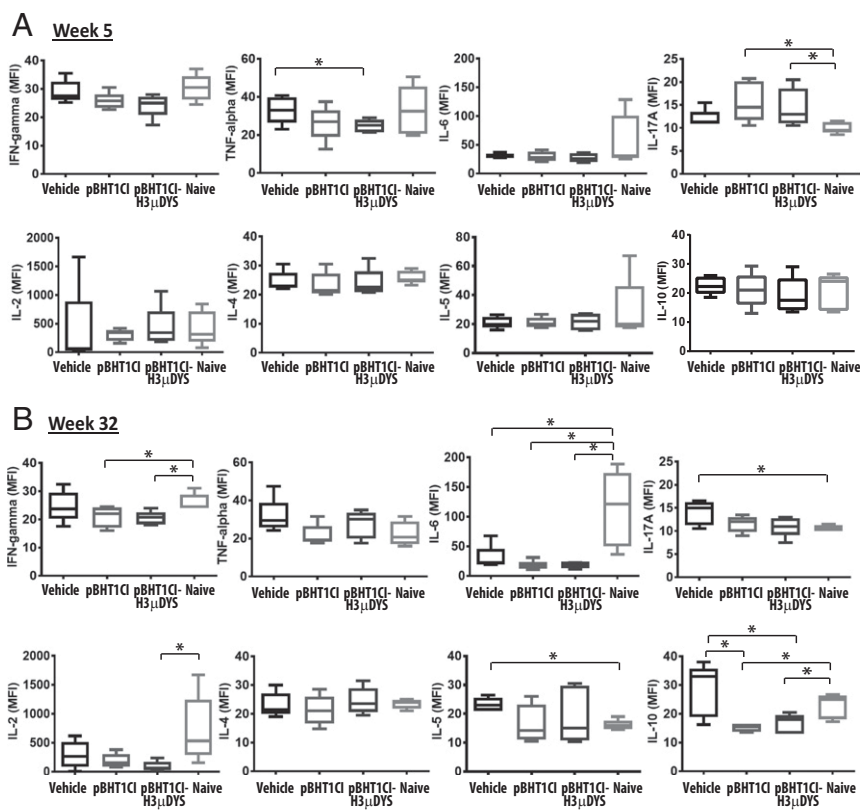 A Week 5
IFN-gamma (MFI)
40
30
20
10
0
Vehicle pBHT1CI pBHT1CI- Naive
H3μDYS
TNF-alpha (MFI)
60
40
20
0
*
Vehicle pBHT1CI pBHT1CI- Naive
H3μDYS
IL-6 (MFI)
200
150
100
50
0
Vehicle pBHT1CI pBHT1CI- Naive
H3μDYS
IL-17A (MFI)
25
20
15
10
5
0
*
*
Vehicle pBHT1CI pBHT1CI- Naive
H3μDYS
IL-2 (MFI)
2000
1500
1000
500
0
Vehicle pBHT1CI pBHT1CI- Naive
H3μDYS
IL-4 (MFI)
40
30
20
10
0
Vehicle pBHT1CI pBHT1CI- Naive
H3μDYS
IL-5 (MFI)
80
60
40
20
0
Vehicle pBHT1CI pBHT1CI- Naive
H3μDYS
IL-10 (MFI)
40
30
20
10
0
Vehicle pBHT1CI pBHT1CI- Naive
H3μDYS
B Week 32
IFN-gamma (MFI)
40
30
20
10
0
*
*
Vehicle pBHT1CI pBHT1CI- Naive
H3μDYS
TNF-alpha (MFI)
60
40
20
0
Vehicle pBHT1CI pBHT1CI- Naive
H3μDYS
IL-6 (MFI)
200
150
100
50
0
*
*
*
Vehicle pBHT1CI pBHT1CI- Naive
H3μDYS
IL-17A (MFI)
25
20
15
10
5
0
*
Vehicle pBHT1CI pBHT1CI- Naive
H3μDYS
IL-2 (MFI)
2000
1500
1000
500
0
*
Vehicle pBHT1CI pBHT1CI- Naive
H3μDYS
IL-4 (MFI)
40
30
20
10
0
Vehicle pBHT1CI pBHT1CI- Naive
H3μDYS
IL-5 (MFI)
40
30
20
10
0
*
Vehicle pBHT1CI pBHT1CI- Naive
H3μDYS
IL-10 (MFI)
40
30
20
10
0
*
*
*
*
Vehicle pBHT1CI pBHT1CI- Naive
H3μDYS